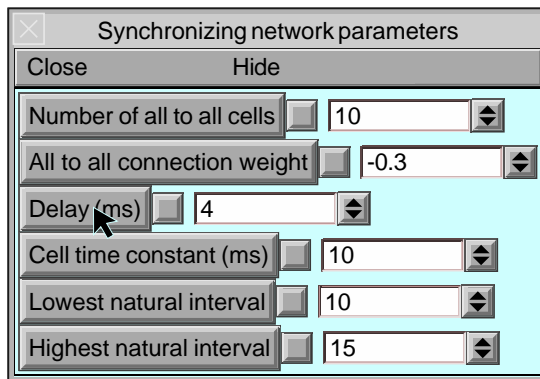 Synchronizing network parameters
Close Hide
Number of all to all cells 10
All to all connection weight -0.3
Delay (ms) 4
Cell time constant (ms) 10
Lowest natural interval 10
Highest natural interval 15